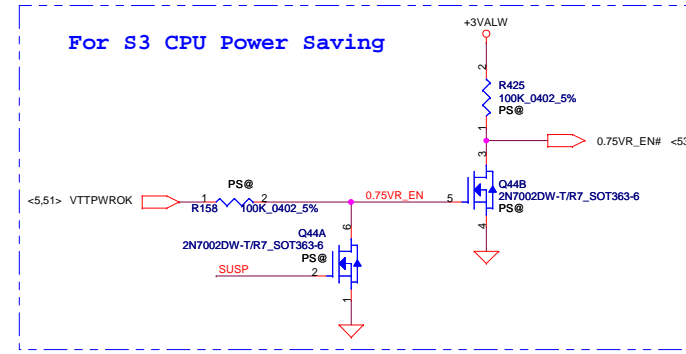 +3VALW
For S3 CPU Power Saving
2
R425
100K_0402_5%
PS@
1
0.75VR_EN# <53
3
PS@
<5,51> VTTPWROK
1
2
0.75VR_EN
5
Q44B
2N7002DW-T/R7_SOT363-6
PS@
R158
100K_0402_5%
4
6
Q44A
2N7002DW-T/R7_SOT363-6
PS@
SUSP
2
1